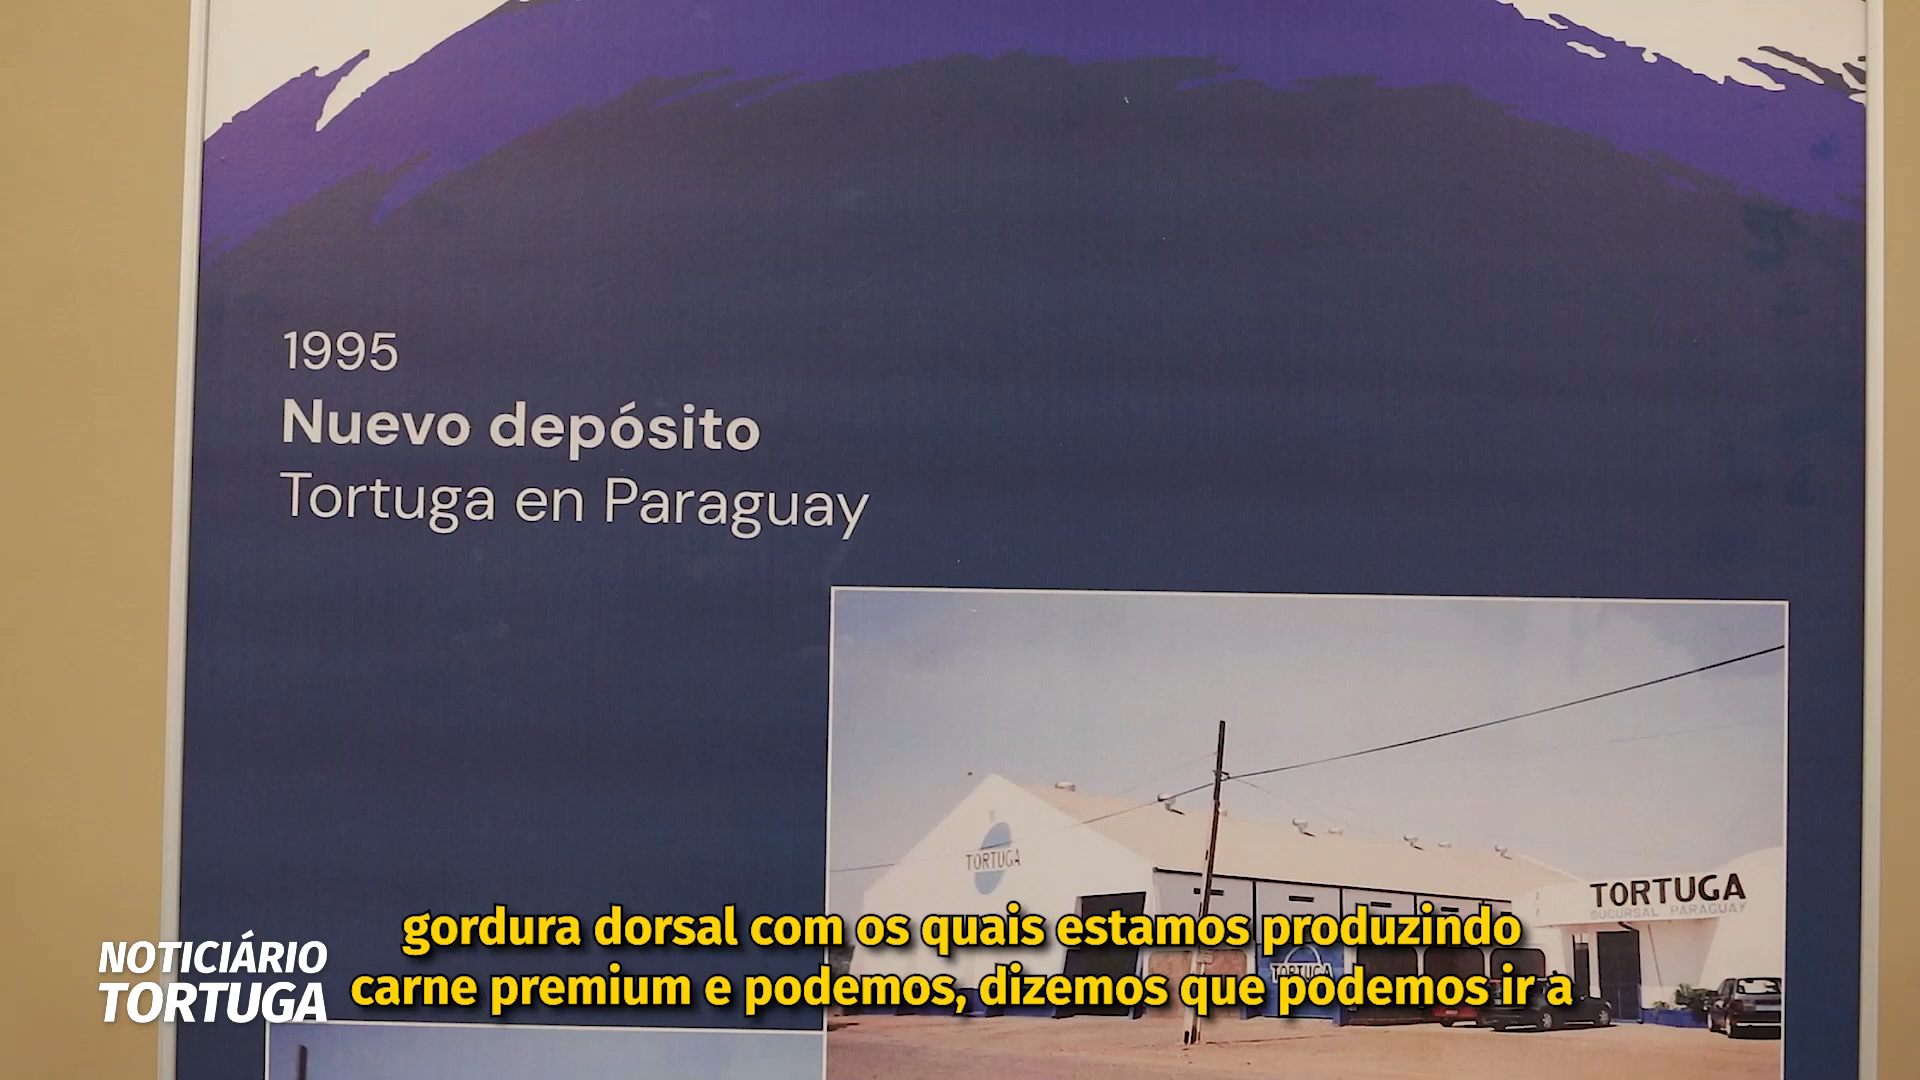 1995
Nuevo depósito
Tortuga en Paraguay
TORTUGA
TORTUGA
SUCURSAL PARAGUAY
TORTUGA
gordura dorsal com os quais estamos produzindo
carne premium e podemos, dizemos que podemos ir a
NOTICIÁRIO
TORTUGA